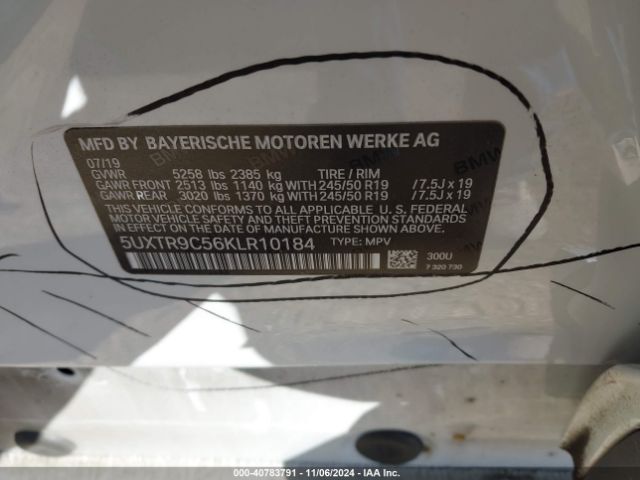 MFD BY BAYERISCHE MOTOREN WERKE AG
07/19
GVWR 5258 lbs 2385 kg TIRE / RIM
GAWR FRONT 2513 lbs 1140 kg WITH 245/50 R19 / 7.5J x 19
GAWR REAR 3020 lbs 1370 kg WITH 245/50 R19 / 7.5J x 19
THIS VEHICLE CONFORMS TO ALL APPLICABLE U. S. FEDERAL
MOTOR VEHICLE SAFETY AND THEFT PREVENTION STANDARDS
IN EFFECT ON THE DATE OF MANUFACTURE SHOWN ABOVE.
5UXTR9C56KLR10184 TYPE: MPV
300U
7 320 730
000-40783791 - 11/06/2024 - IAA Inc.